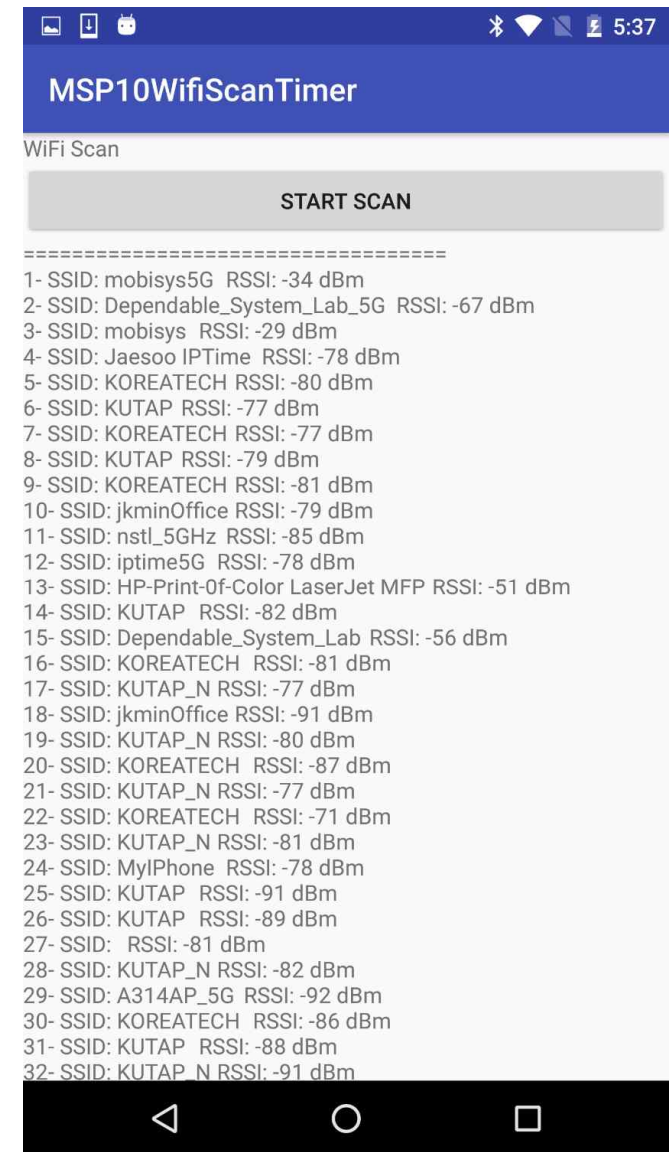 5:37
MSP10WifiScanTimer
WiFi Scan
START SCAN
===================================
1- SSID: mobisys5G RSSI: -34 dBm
2- SSID: Dependable_System_Lab_5G RSSI: -67 dBm
3- SSID: mobisys RSSI: -29 dBm
4- SSID: Jaesoo IPTime RSSI: -78 dBm
5- SSID: KOREATECH RSSI: -80 dBm
6- SSID: KUTAP RSSI: -77 dBm
7- SSID: KOREATECH RSSI: -77 dBm
8- SSID: KUTAP RSSI: -79 dBm
9- SSID: KOREATECH RSSI: -81 dBm
10- SSID: jkminOffice RSSI: -79 dBm
11- SSID: nstl_5GHz RSSI: -85 dBm
12- SSID: iptime5G RSSI: -78 dBm
13- SSID: HP-Print-0f-Color LaserJet MFP RSSI: -51 dBm
14- SSID: KUTAP RSSI: -82 dBm
15- SSID: Dependable_System_Lab RSSI: -56 dBm
16- SSID: KOREATECH RSSI: -81 dBm
17- SSID: KUTAP_N RSSI: -77 dBm
18- SSID: jkminOffice RSSI: -91 dBm
19- SSID: KUTAP_N RSSI: -80 dBm
20- SSID: KOREATECH RSSI: -87 dBm
21- SSID: KUTAP_N RSSI: -77 dBm
22- SSID: KOREATECH RSSI: -71 dBm
23- SSID: KUTAP_N RSSI: -81 dBm
24- SSID: MyIPhone RSSI: -78 dBm
25- SSID: KUTAP RSSI: -91 dBm
26- SSID: KUTAP RSSI: -89 dBm
27- SSID: RSSI: -81 dBm
28- SSID: KUTAP_N RSSI: -82 dBm
29- SSID: A314AP_5G RSSI: -92 dBm
30- SSID: KOREATECH RSSI: -86 dBm
31- SSID: KUTAP RSSI: -88 dBm
32- SSID: KUTAP_N RSSI: -91 dBm